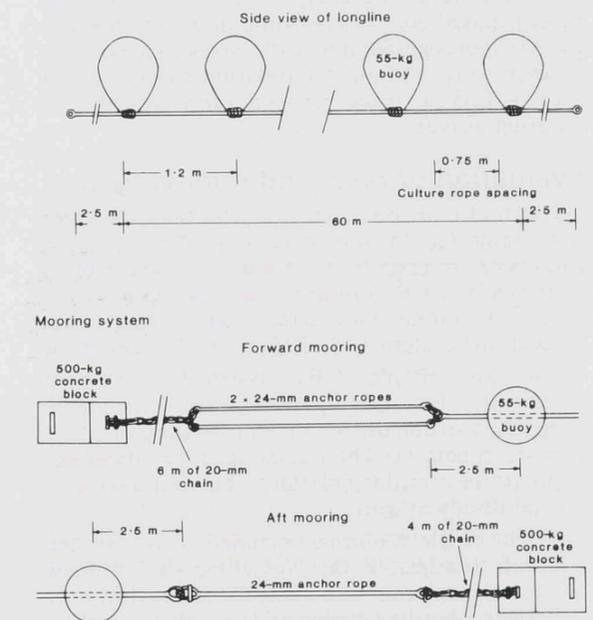 Side view of longline
55-kg
buoy
1·2 m
0·75 m
Culture rope spacing
2·5 m
60 m
2·5 m
Mooring system
Forward mooring
500-kg
concrete
block
2 × 24-mm anchor ropes
55-kg
buoy
6 m of 20-mm
chain
2·5 m
Aft mooring
2·5 m
4 m of 20-mm
chain
500-kg
concrete
block
24-mm anchor rope